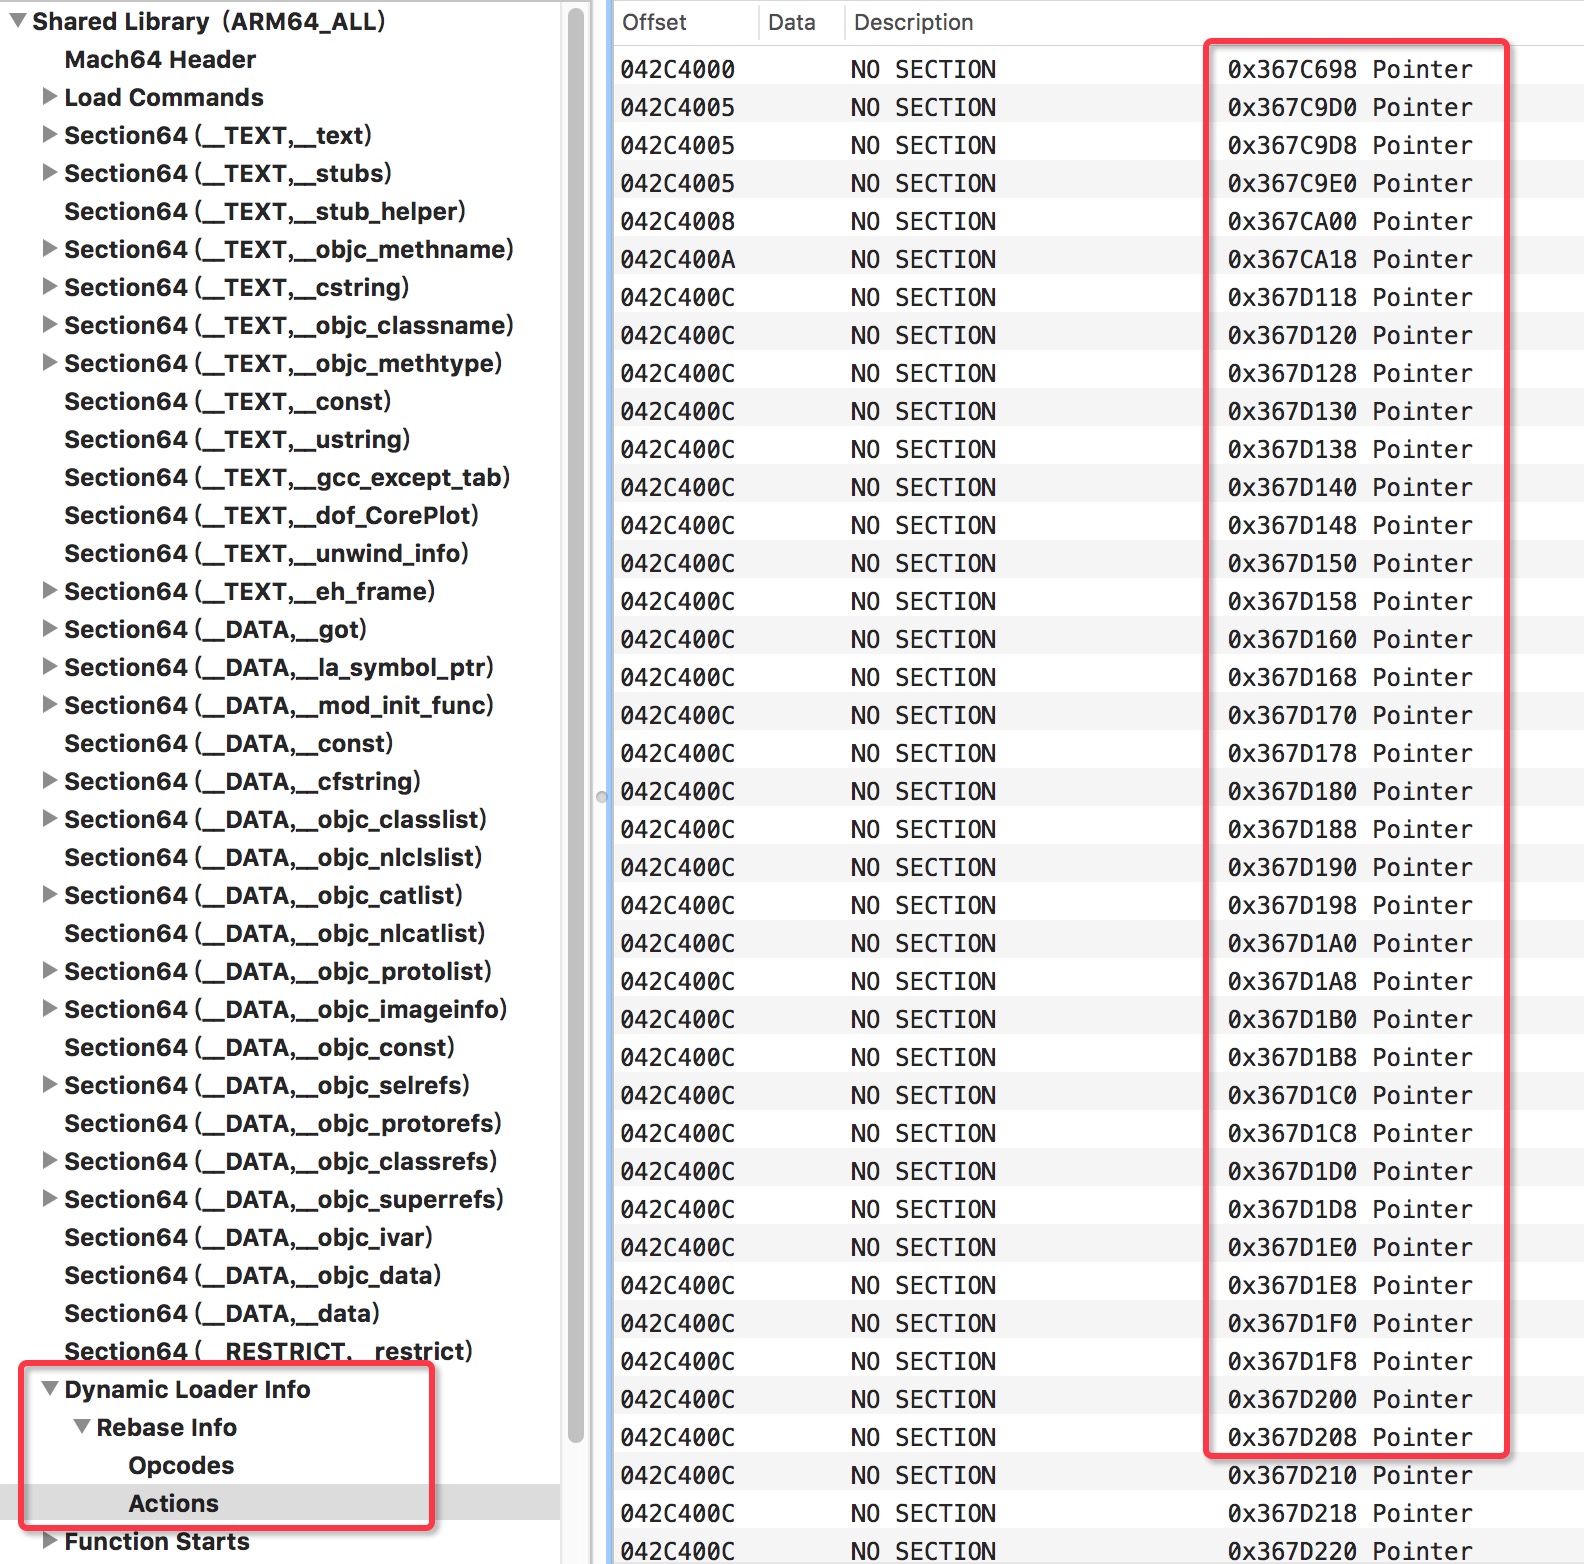 Shared Library (ARM64_ALL)
Mach64 Header
Load Commands
Section64 (__TEXT,__text)
Section64 (__TEXT,__stubs)
Section64 (__TEXT,__stub_helper)
Section64 (__TEXT,__objc_methname)
Section64 (__TEXT,__cstring)
Section64 (__TEXT,__objc_classname)
Section64 (__TEXT,__objc_methtype)
Section64 (__TEXT,__const)
Section64 (__TEXT,__ustring)
Section64 (__TEXT,__gcc_except_tab)
Section64 (__TEXT,__dof_CorePlot)
Section64 (__TEXT,__unwind_info)
Section64 (__TEXT,__eh_frame)
Section64 (__DATA,__got)
Section64 (__DATA,__la_symbol_ptr)
Section64 (__DATA,__mod_init_func)
Section64 (__DATA,__const)
Section64 (__DATA,__cfstring)
Section64 (__DATA,__objc_classlist)
Section64 (__DATA,__objc_nlclslist)
Section64 (__DATA,__objc_catlist)
Section64 (__DATA,__objc_nlcatlist)
Section64 (__DATA,__objc_protolist)
Section64 (__DATA,__objc_imageinfo)
Section64 (__DATA,__objc_const)
Section64 (__DATA,__objc_selrefs)
Section64 (__DATA,__objc_protorefs)
Section64 (__DATA,__objc_classrefs)
Section64 (__DATA,__objc_superrefs)
Section64 (__DATA,__objc_ivar)
Section64 (__DATA,__objc_data)
Section64 (__DATA,__data)
Section64 (__RESTRICT,__restrict)
Dynamic Loader Info
Rebase Info
Opcodes
Actions
Function Starts
Offset Data Description
042C4000 NO SECTION 0x367C698 Pointer
042C4005 NO SECTION 0x367C9D0 Pointer
042C4005 NO SECTION 0x367C9D8 Pointer
042C4005 NO SECTION 0x367C9E0 Pointer
042C4008 NO SECTION 0x367CA00 Pointer
042C400A NO SECTION 0x367CA18 Pointer
042C400C NO SECTION 0x367D118 Pointer
042C400C NO SECTION 0x367D120 Pointer
042C400C NO SECTION 0x367D128 Pointer
042C400C NO SECTION 0x367D130 Pointer
042C400C NO SECTION 0x367D138 Pointer
042C400C NO SECTION 0x367D140 Pointer
042C400C NO SECTION 0x367D148 Pointer
042C400C NO SECTION 0x367D150 Pointer
042C400C NO SECTION 0x367D158 Pointer
042C400C NO SECTION 0x367D160 Pointer
042C400C NO SECTION 0x367D168 Pointer
042C400C NO SECTION 0x367D170 Pointer
042C400C NO SECTION 0x367D178 Pointer
042C400C NO SECTION 0x367D180 Pointer
042C400C NO SECTION 0x367D188 Pointer
042C400C NO SECTION 0x367D190 Pointer
042C400C NO SECTION 0x367D198 Pointer
042C400C NO SECTION 0x367D1A0 Pointer
042C400C NO SECTION 0x367D1A8 Pointer
042C400C NO SECTION 0x367D1B0 Pointer
042C400C NO SECTION 0x367D1B8 Pointer
042C400C NO SECTION 0x367D1C0 Pointer
042C400C NO SECTION 0x367D1C8 Pointer
042C400C NO SECTION 0x367D1D0 Pointer
042C400C NO SECTION 0x367D1D8 Pointer
042C400C NO SECTION 0x367D1E0 Pointer
042C400C NO SECTION 0x367D1E8 Pointer
042C400C NO SECTION 0x367D1F0 Pointer
042C400C NO SECTION 0x367D1F8 Pointer
042C400C NO SECTION 0x367D200 Pointer
042C400C NO SECTION 0x367D208 Pointer
042C400C NO SECTION 0x367D210 Pointer
042C400C NO SECTION 0x367D218 Pointer
042C400C NO SECTION 0x367D220 Pointer